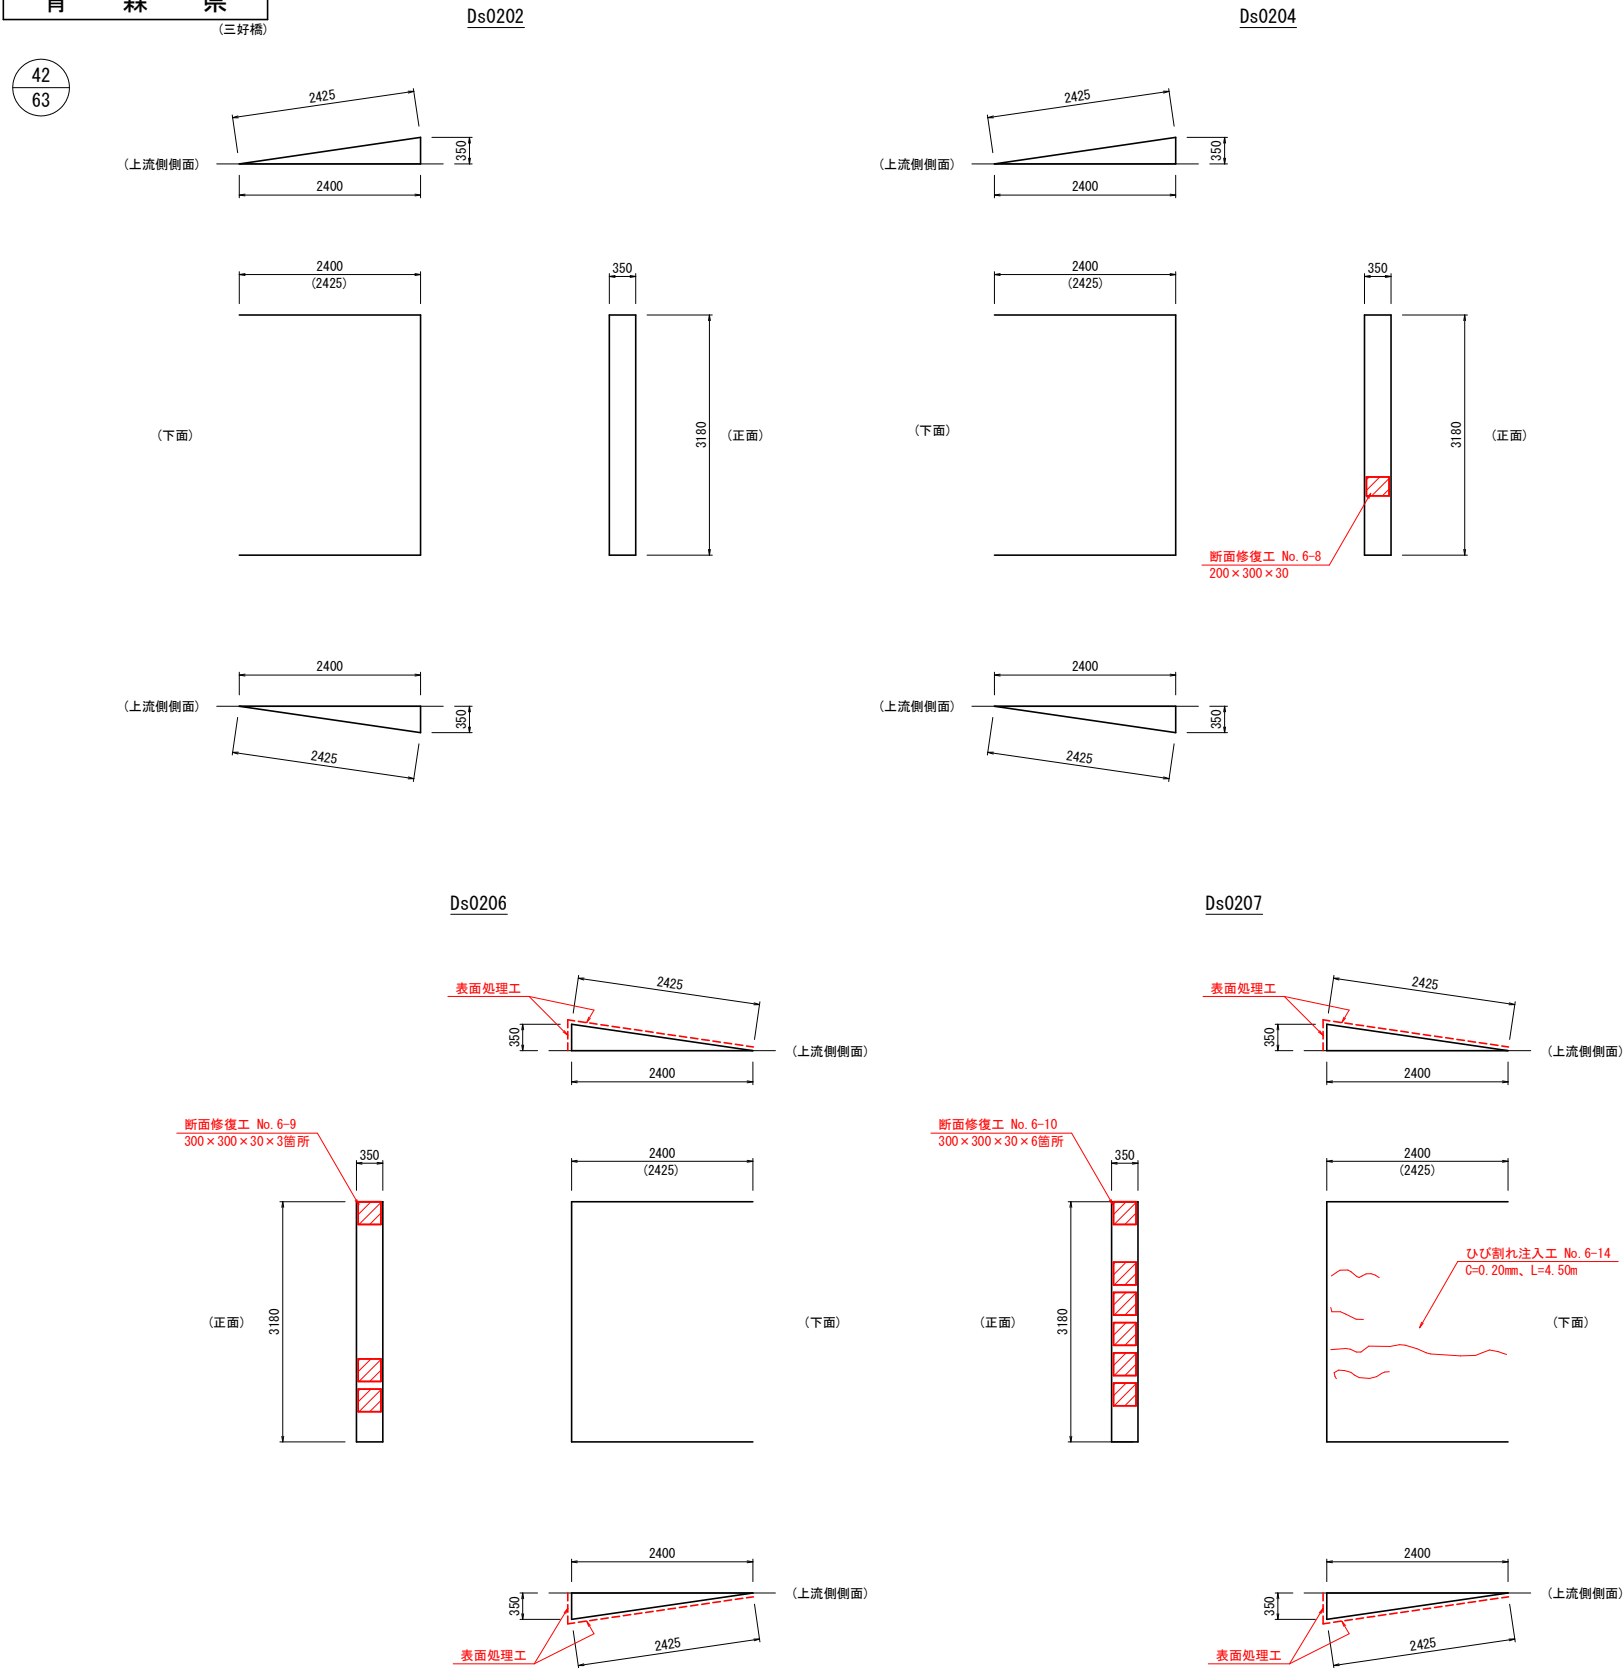 青 森 県
(三好橋)
42
63
Ds0202
2425
350
(上流側側面)
2400
2400
(2425)
350
(下面)
3180
(正面)
2400
(上流側側面)
350
2425
Ds0204
2425
350
(上流側側面)
2400
2400
(2425)
350
(下面)
3180
(正面)
断面修復工 No.6-8
200×300×30
2400
(上流側側面)
350
2425
Ds0206
表面処理工
2425
350
(上流側側面)
2400
断面修復工 No.6-9
300×300×30×3箇所
350
2400
(2425)
(正面)
3180
(下面)
2400
(上流側側面)
350
表面処理工
2425
Ds0207
表面処理工
2425
350
(上流側側面)
2400
断面修復工 No.6-10
300×300×30×6箇所
350
2400
(2425)
ひび割れ注入工 No.6-14
C=0.20mm、L=4.50m
(正面)
3180
(下面)
2400
(上流側側面)
350
表面処理工
2425